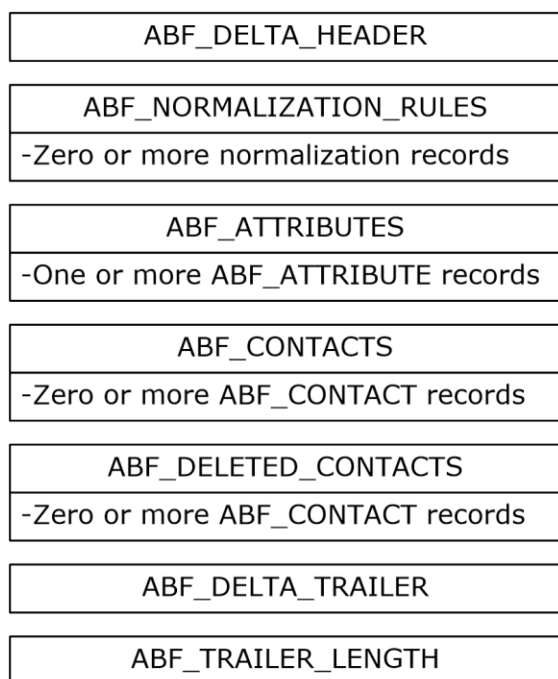 ABF_DELTA_HEADER
ABF_NORMALIZATION_RULES
-Zero or more normalization records
ABF_ATTRIBUTES
-One or more ABF_ATTRIBUTE records
ABF_CONTACTS
-Zero or more ABF_CONTACT records
ABF_DELETED_CONTACTS
-Zero or more ABF_CONTACT records
ABF_DELTA_TRAILER
ABF_TRAILER_LENGTH